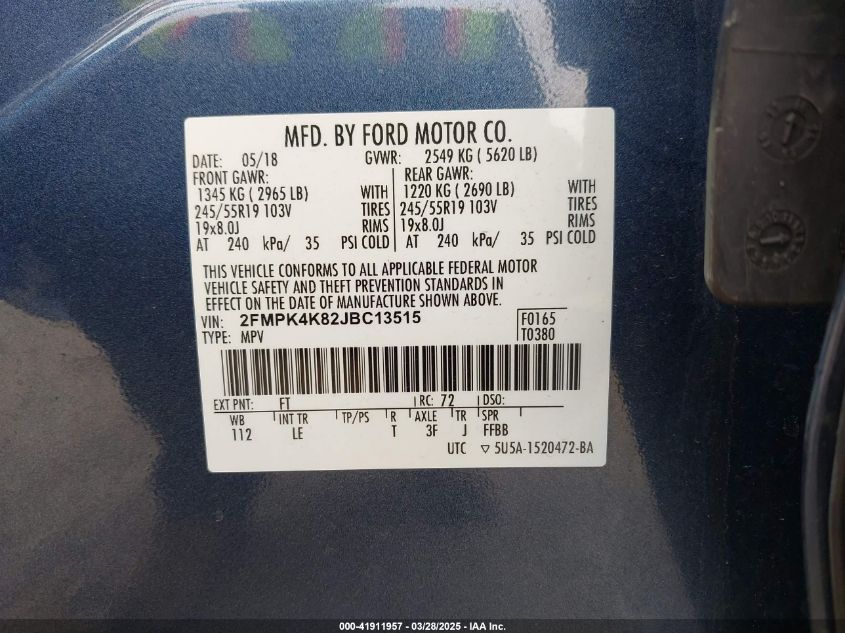 MFD. BY FORD MOTOR CO.
DATE: 05/18 GVWR: 2549 KG ( 5620 LB)
FRONT GAWR: REAR GAWR:
1345 KG ( 2965 LB) WITH 1220 KG ( 2690 LB) WITH
245/55R19 103V TIRES 245/55R19 103V TIRES
19x8.0J RIMS 19x8.0J RIMS
AT 240 kPa/ 35 PSI COLD AT 240 kPa/ 35 PSI COLD
THIS VEHICLE CONFORMS TO ALL APPLICABLE FEDERAL MOTOR
VEHICLE SAFETY AND THEFT PREVENTION STANDARDS IN
EFFECT ON THE DATE OF MANUFACTURE SHOWN ABOVE.
VIN: 2FMPK4K82JBC13515 F0165
TYPE: MPV T0380
EXT PNT: FT RC: 72 DSO:
WB INT TR TP/PS R AXLE TR SPR
112 LE T 3F J FFBB
UTC ▽ 5U5A-1520472-BA
000-41911957 - 03/28/2025 - IAA Inc.